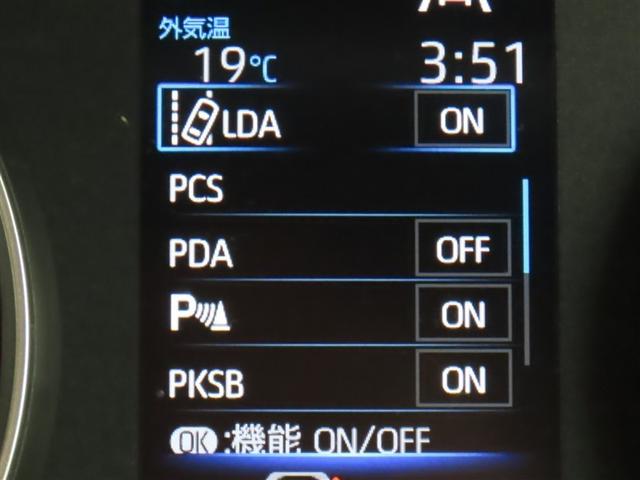 外気温
19℃ 3:51
LDA ON
PCS
PDA OFF
P ON
PKSB ON
OK :機能 ON/OFF